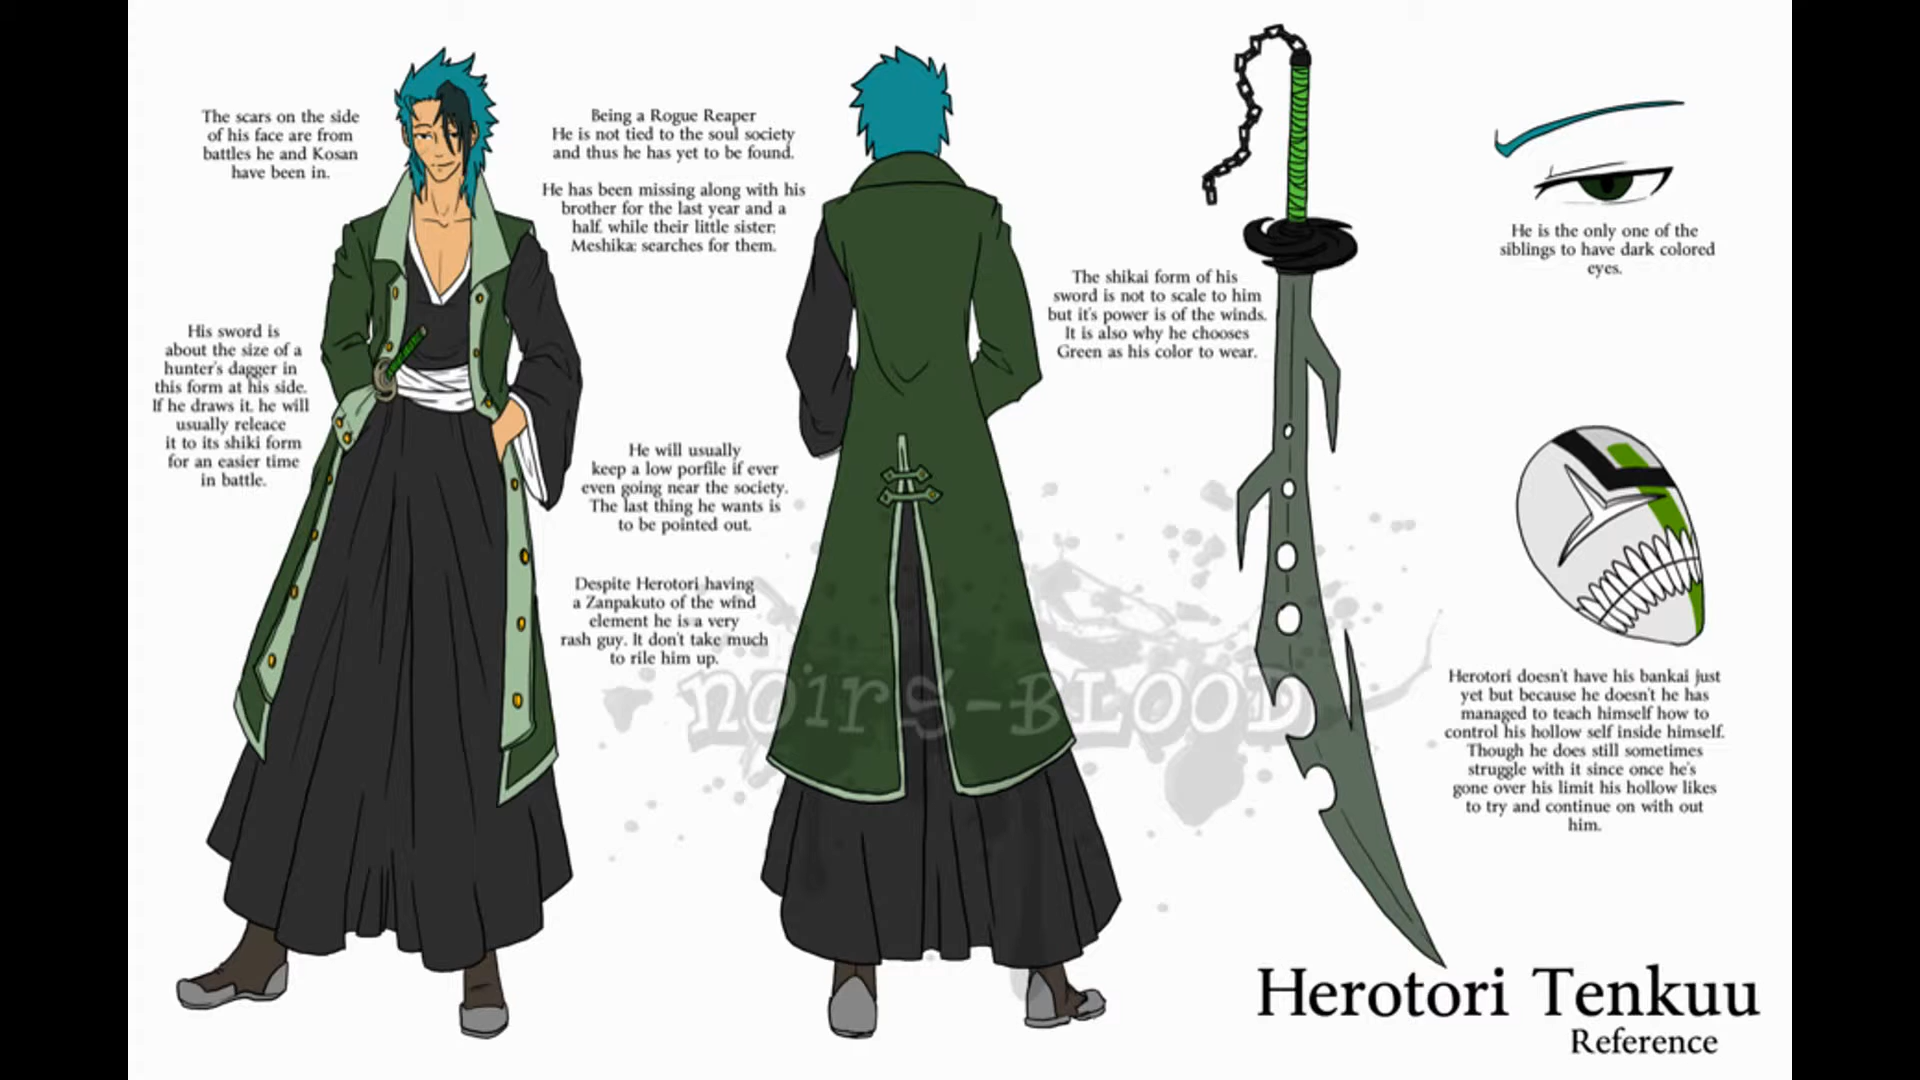 The scars on the side
of his face are from
battles he and Kosan
have been in.
Being a Rogue Reaper
He is not tied to the soul society
and thus he has yet to be found.
He has been missing along with his
brother for the last year and a
half, while their little sister;
Meshika; searches for them.
He is the only one of the
siblings to have dark colored
eyes.
The shikai form of his
sword is not to scale to him
but it's power is of the winds.
It is also why he chooses
Green as his color to wear.
His sword is
about the size of a
hunter's dagger in
this form at his side.
If he draws it, he will
usually releace
it to its shiki form
for an easier time
in battle.
He will usually
keep a low porfile if ever
even going near the society.
The last thing he wants is
to be pointed out.
Despite Herotori having
a Zanpakuto of the wind
element he is a very
rash guy. It don't take much
to rile him up.
noirs-BLOOD
Herotori doesn't have his bankai just
yet but because he doesn't he has
managed to teach himself how to
control his hollow self inside himself.
Though he does still sometimes
struggle with it since once he's
gone over his limit his hollow likes
to try and continue on with out
him.
Herotori Tenkuu
Reference